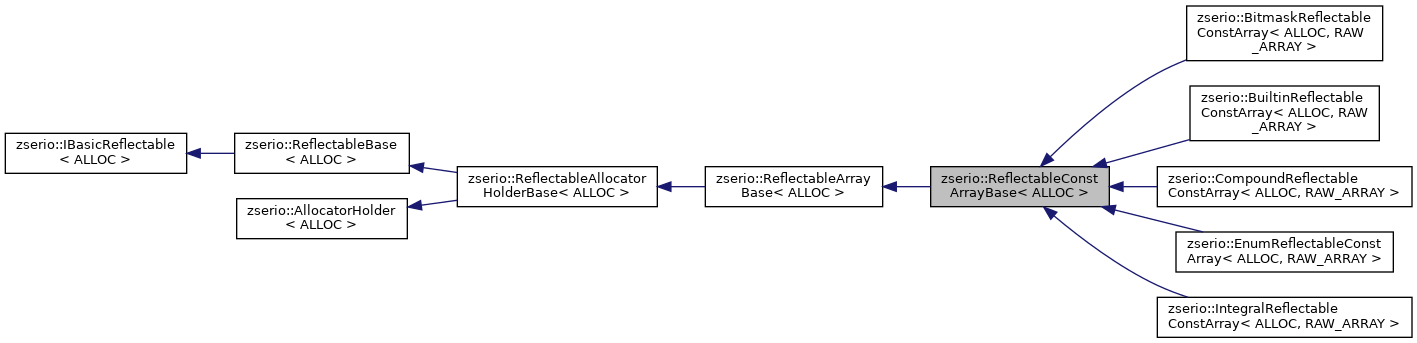 zserio::IBasicReflectable
< ALLOC >
zserio::ReflectableBase
< ALLOC >
zserio::AllocatorHolder
< ALLOC >
zserio::ReflectableAllocator
HolderBase< ALLOC >
zserio::ReflectableArray
Base< ALLOC >
zserio::ReflectableConst
ArrayBase< ALLOC >
zserio::BitmaskReflectable
ConstArray< ALLOC, RAW
_ARRAY >
zserio::BuiltinReflectable
ConstArray< ALLOC, RAW
_ARRAY >
zserio::CompoundReflectable
ConstArray< ALLOC, RAW_ARRAY >
zserio::EnumReflectableConst
Array< ALLOC, RAW_ARRAY >
zserio::IntegralReflectable
ConstArray< ALLOC, RAW_ARRAY >